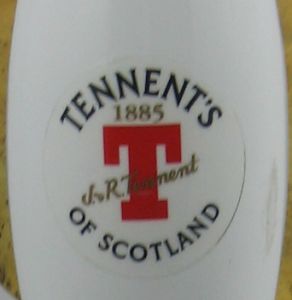 TENNENT'S
1885
T
J & R. Tennent
OF SCOTLAND